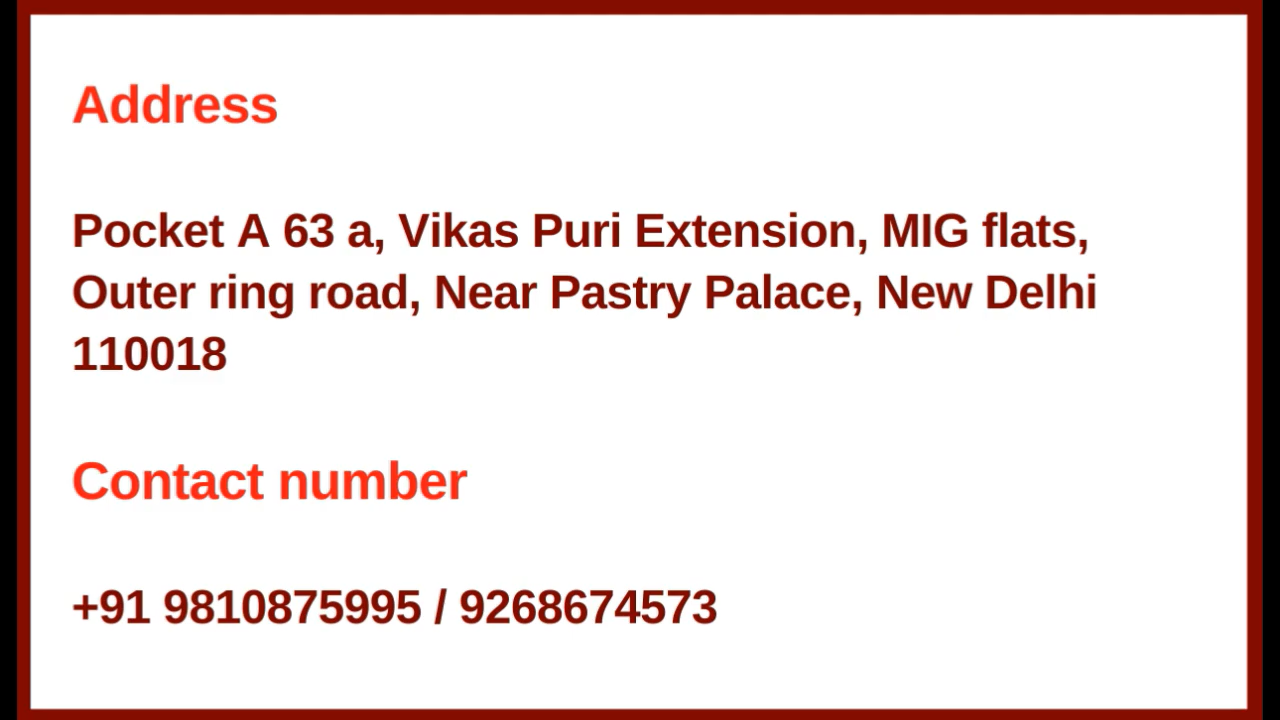 Address
Pocket A 63 a, Vikas Puri Extension, MIG flats,
Outer ring road, Near Pastry Palace, New Delhi
110018
Contact number
+91 9810875995 / 9268674573